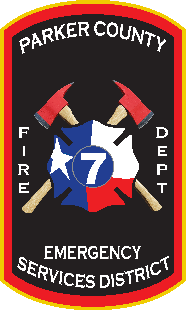 PARKER COUNTY
FIRE
DEPT
7
EMERGENCY
SERVICES DISTRICT